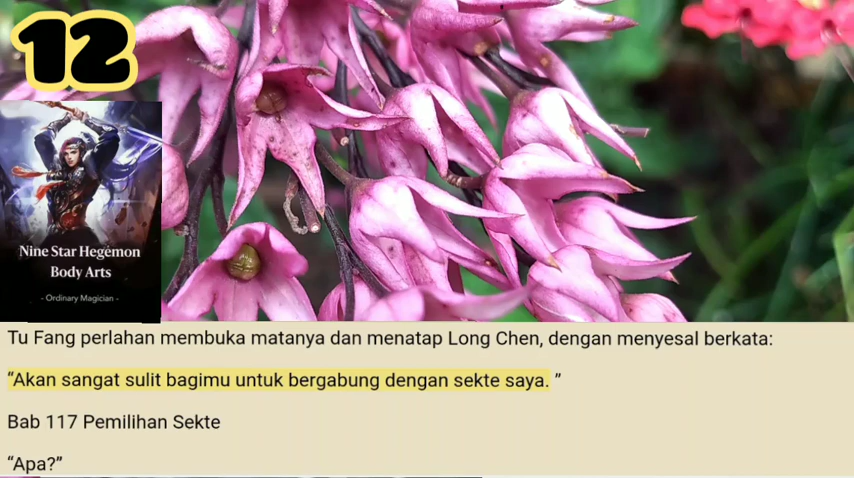 12
Nine Star Hegemon
Body Arts
- Ordinary Magician -
Tu Fang perlahan membuka matanya dan menatap Long Chen, dengan menyesal berkata:
“Akan sangat sulit bagimu untuk bergabung dengan sekte saya. ”
Bab 117 Pemilihan Sekte
“Apa?”